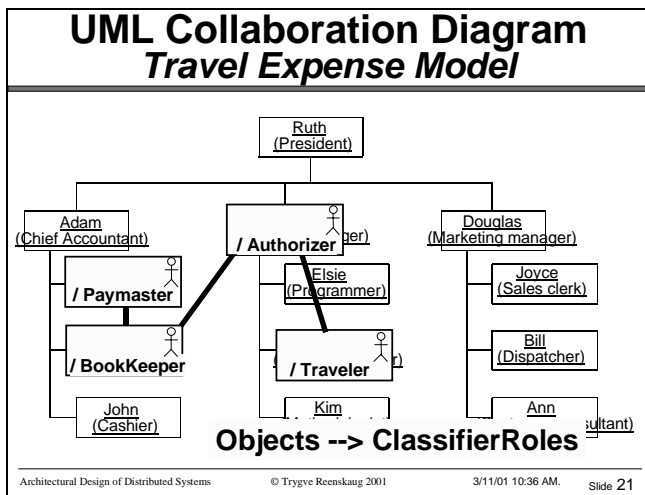 UML Collaboration Diagram
Travel Expense Model
Ruth
(President)
Adam
(Chief Accountant)
/ Authorizer
Douglas
(Marketing manager)
/ Paymaster
Elsie
(Programmer)
Joyce
(Sales clerk)
/ BookKeeper
/ Traveler
Bill
(Dispatcher)
John
(Cashier)
Kim
Ann
Objects --> ClassifierRoles
Architectural Design of Distributed Systems
© Trygve Reenskaug 2001
3/11/01 10:36 AM.
Slide 21